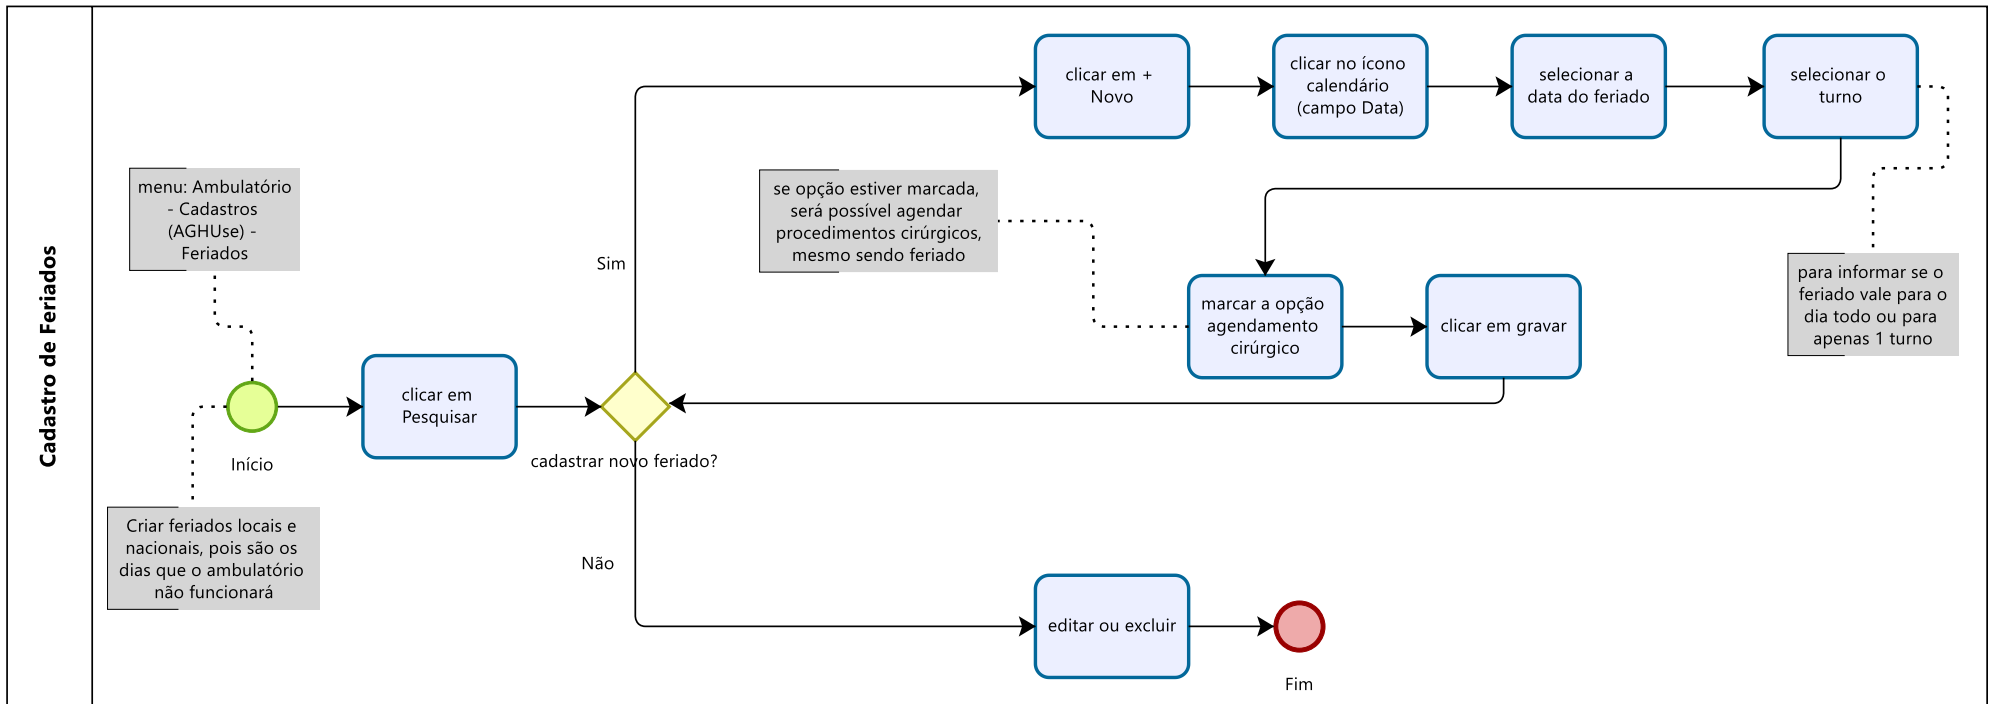 Cadastro de Feriados
clicar em +
Novo
clicar no ícono
calendário
(campo Data)
selecionar a
data do feriado
selecionar o
turno
menu: Ambulatório
- Cadastros
(AGHUse) -
Feriados
se opção estiver marcada,
será possível agendar
procedimentos cirúrgicos,
mesmo sendo feriado
Sim
para informar se o
feriado vale para o
dia todo ou para
apenas 1 turno
marcar a opção
agendamento
cirúrgico
clicar em gravar
clicar em
Pesquisar
Início
cadastrar novo feriado?
Criar feriados locais e
nacionais, pois são os
dias que o ambulatório
não funcionará
Não
editar ou excluir
Fim